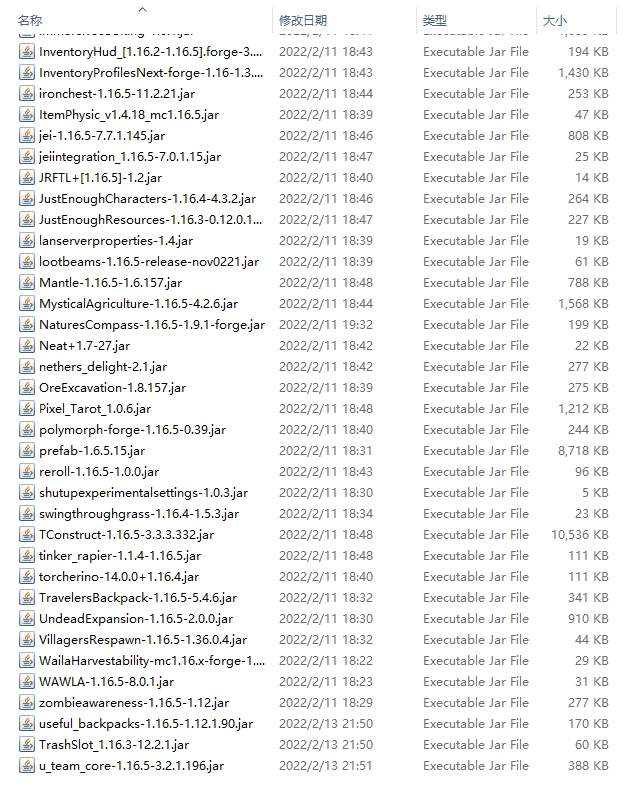 名称 修改日期 类型 大小
InventoryHud_[1.16.2-1.16.5].forge-3.... 2022/2/11 18:43 Executable Jar File 194 KB
InventoryProfilesNext-forge-1.16-1.3.... 2022/2/11 18:43 Executable Jar File 1,430 KB
ironchest-1.16.5-11.2.21.jar 2022/2/11 18:44 Executable Jar File 253 KB
ItemPhysic_v1.4.18_mc1.16.5.jar 2022/2/11 18:39 Executable Jar File 47 KB
jei-1.16.5-7.7.1.145.jar 2022/2/11 18:46 Executable Jar File 808 KB
jeiintegration_1.16.5-7.0.1.15.jar 2022/2/11 18:47 Executable Jar File 25 KB
JRFTL+[1.16.5]-1.2.jar 2022/2/11 18:40 Executable Jar File 14 KB
JustEnoughCharacters-1.16.4-4.3.2.jar 2022/2/11 18:46 Executable Jar File 264 KB
JustEnoughResources-1.16.3-0.12.0.1... 2022/2/11 18:47 Executable Jar File 227 KB
lanserverproperties-1.4.jar 2022/2/11 18:39 Executable Jar File 19 KB
lootbeams-1.16.5-release-nov0221.jar 2022/2/11 18:39 Executable Jar File 61 KB
Mantle-1.16.5-1.6.157.jar 2022/2/11 18:48 Executable Jar File 788 KB
MysticalAgriculture-1.16.5-4.2.6.jar 2022/2/11 18:44 Executable Jar File 1,568 KB
NaturesCompass-1.16.5-1.9.1-forge.jar 2022/2/11 19:32 Executable Jar File 199 KB
Neat+1.7-27.jar 2022/2/11 18:42 Executable Jar File 22 KB
nethers_delight-2.1.jar 2022/2/11 18:42 Executable Jar File 277 KB
OreExcavation-1.8.157.jar 2022/2/11 18:39 Executable Jar File 275 KB
Pixel_Tarot_1.0.6.jar 2022/2/11 18:48 Executable Jar File 1,212 KB
polymorph-forge-1.16.5-0.39.jar 2022/2/11 18:40 Executable Jar File 244 KB
prefab-1.6.5.15.jar 2022/2/11 18:31 Executable Jar File 8,718 KB
reroll-1.16.5-1.0.0.jar 2022/2/11 18:43 Executable Jar File 96 KB
shutupexperimentalsettings-1.0.3.jar 2022/2/11 18:30 Executable Jar File 5 KB
swingthroughgrass-1.16.4-1.5.3.jar 2022/2/11 18:34 Executable Jar File 23 KB
TConstruct-1.16.5-3.3.3.332.jar 2022/2/11 18:48 Executable Jar File 10,536 KB
tinker_rapier-1.1.4-1.16.5.jar 2022/2/11 18:48 Executable Jar File 111 KB
torcherino-14.0.0+1.16.4.jar 2022/2/11 18:40 Executable Jar File 111 KB
TravelersBackpack-1.16.5-5.4.6.jar 2022/2/11 18:32 Executable Jar File 341 KB
UndeadExpansion-1.16.5-2.0.0.jar 2022/2/11 18:30 Executable Jar File 910 KB
VillagersRespawn-1.16.5-1.36.0.4.jar 2022/2/11 18:32 Executable Jar File 44 KB
WailaHarvestability-mc1.16.x-forge-1.... 2022/2/11 18:22 Executable Jar File 29 KB
WAWLA-1.16.5-8.0.1.jar 2022/2/11 18:23 Executable Jar File 31 KB
zombieawareness-1.16.5-1.12.jar 2022/2/11 18:29 Executable Jar File 277 KB
useful_backpacks-1.16.5-1.12.1.90.jar 2022/2/13 21:50 Executable Jar File 170 KB
TrashSlot_1.16.3-12.2.1.jar 2022/2/13 21:50 Executable Jar File 60 KB
u_team_core-1.16.5-3.2.1.196.jar 2022/2/13 21:51 Executable Jar File 388 KB